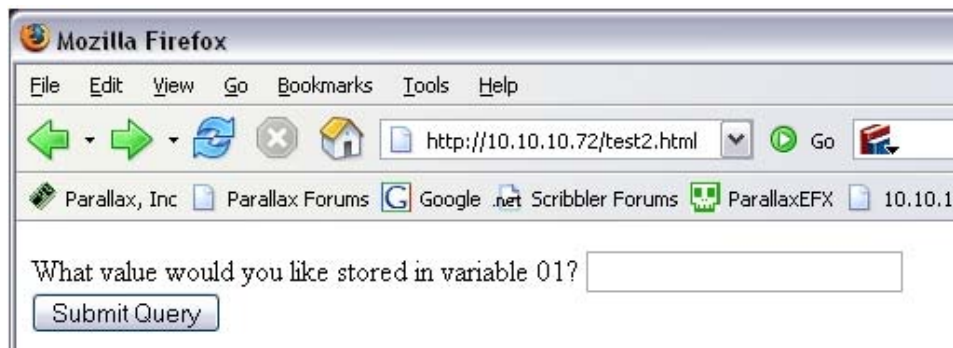 Mozilla Firefox
File Edit View Go Bookmarks Tools Help
http://10.10.10.72/test2.html Go
Parallax, Inc Parallax Forums G Google .net Scribbler Forums ParallaxEFX 10.10.1
What value would you like stored in variable 01?
Submit Query